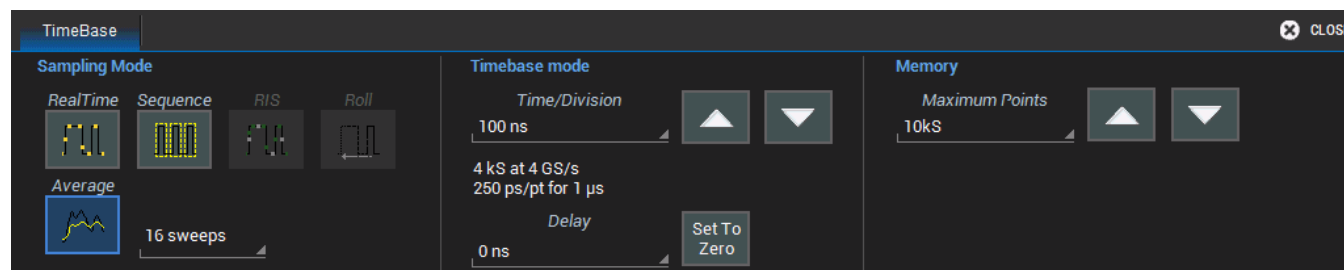 TimeBase
CLOS
Sampling Mode
RealTime Sequence RIS Roll
Average
16 sweeps
Timebase mode
Time/Division
100 ns
4 kS at 4 GS/s
250 ps/pt for 1 µs
Delay
0 ns
Set To
Zero
Memory
Maximum Points
10kS